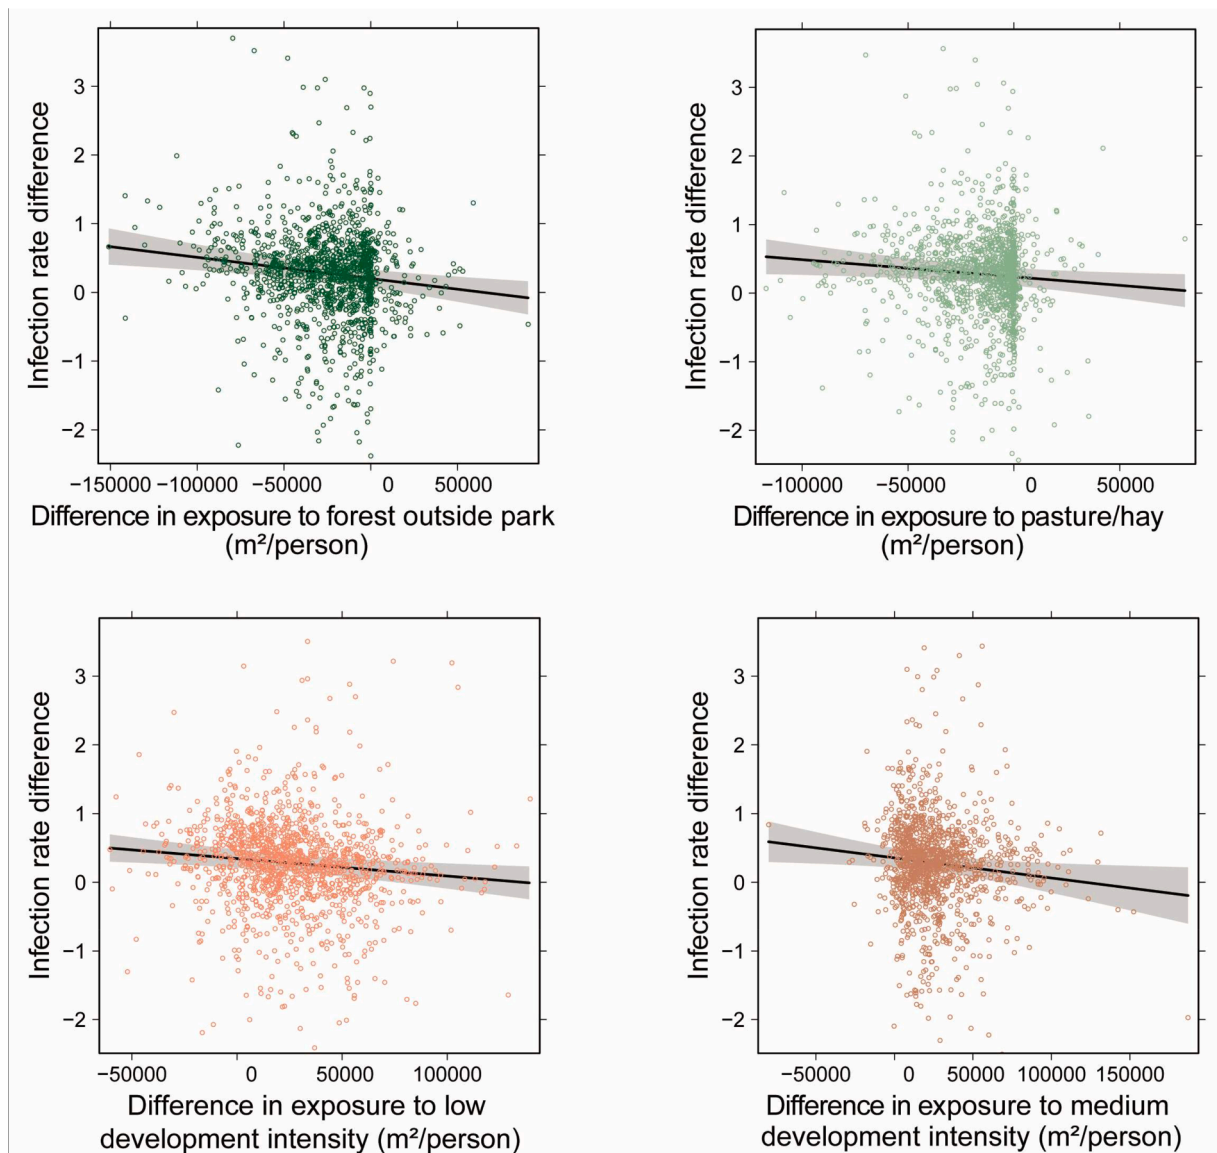 Infection rate difference
3
2
1
0
−1
−2
−150000 −100000 −50000 0 50000
Difference in exposure to forest outside park
(m²/person)
Infection rate difference
3
2
1
0
−1
−2
−100000 −50000 0 50000
Difference in exposure to pasture/hay
(m²/person)
Infection rate difference
3
2
1
0
−1
−2
−50000 0 50000 100000
Difference in exposure to low
development intensity (m²/person)
Infection rate difference
3
2
1
0
−1
−2
−50000 0 50000 100000 150000
Difference in exposure to medium
development intensity (m²/person)